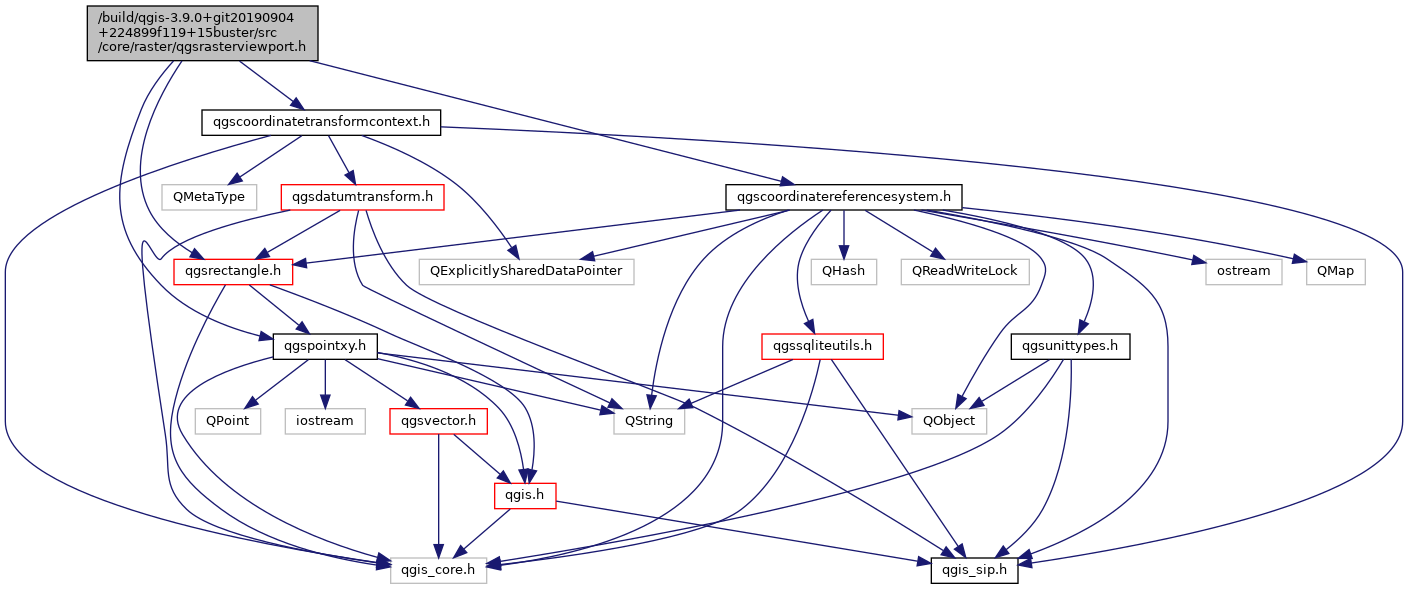 /build/qgis-3.9.0+git20190904
+224899f119+15buster/src
/core/raster/qgsrasterviewport.h
qgscoordinatetransformcontext.h
QMetaType
qgsdatumtransform.h
qgscoordinatereferencesystem.h
qgsrectangle.h
QExplicitlySharedDataPointer
QHash
QReadWriteLock
ostream
QMap
qgspointxy.h
qgssqliteutils.h
qgsunittypes.h
QPoint
iostream
qgsvector.h
QString
QObject
qgis.h
qgis_core.h
qgis_sip.h